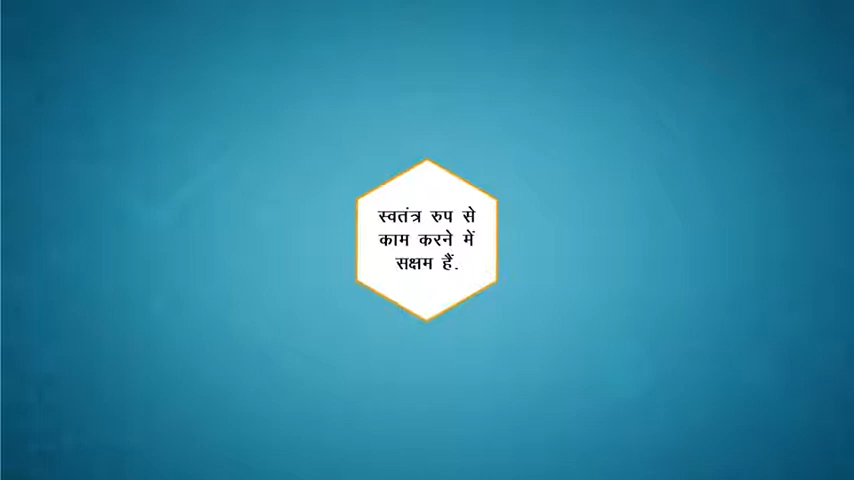 स्वतंत्र रुप से
काम करने में
सक्षम हैं.